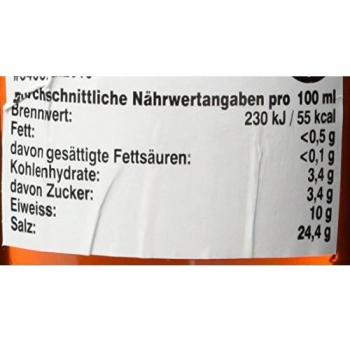 Durchschnittliche Nährwertangaben pro 100 ml
Brennwert: 230 kJ / 55 kcal
Fett: <0,5 g
davon gesättigte Fettsäuren: <0,1 g
Kohlenhydrate: 3,4 g
davon Zucker: 3,4 g
Eiweiss: 10 g
Salz: 24,4 g